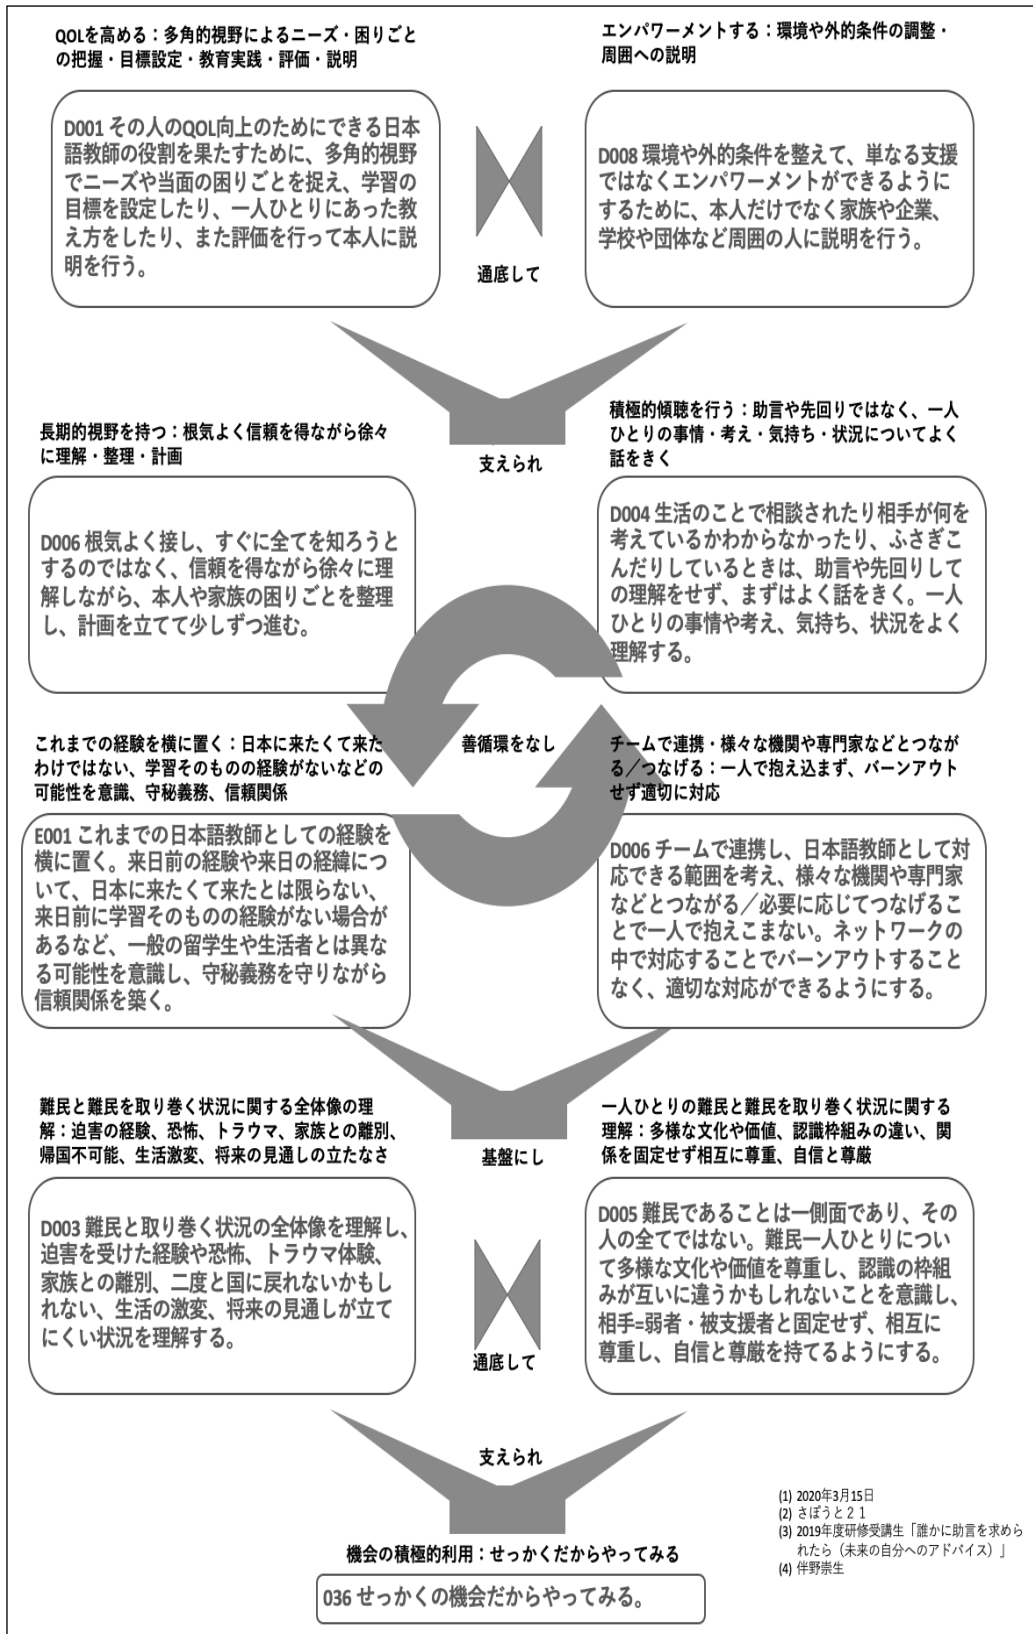 QOLを高める：多角的視野によるニーズ・困りごと
の把握・目標設定・教育実践・評価・説明
エンパワーメントする：環境や外的条件の調整・
周囲への説明
D001 その人のQOL向上のためにできる日本
語教師の役割を果たすために、多角的視野
でニーズや当面の困りごとを捉え、学習の
目標を設定したり、一人ひとりにあった教
え方をしたり、また評価を行って本人に説
明を行う。
D008 環境や外的条件を整えて、単なる支援
ではなくエンパワーメントができるように
するために、本人だけでなく家族や企業、
学校や団体など周囲の人に説明を行う。
通底して
支えられ
長期的視野を持つ：根気よく信頼を得ながら徐々
に理解・整理・計画
積極的傾聴を行う：助言や先回りではなく、一人
ひとりの事情・考え・気持ち・状況についてよく
話をきく
D006 根気よく接し、すぐに全てを知ろうと
するのではなく、信頼を得ながら徐々に理
解しながら、本人や家族の困りごとを整理
し、計画を立てて少しずつ進む。
D004 生活のことで相談されたり相手が何を
考えているかわからなかったり、ふさぎこ
んだりしているときは、助言や先回りして
の理解をせず、まずはよく話をきく。一人
ひとりの事情や考え、気持ち、状況をよく
理解する。
善循環をなし
これまでの経験を横に置く：日本に来たくて来た
わけではない、学習そのものの経験がないなどの
可能性を意識、守秘義務、信頼関係
チームで連携・様々な機関や専門家などとつなが
る／つなげる：一人で抱え込まず、バーンアウト
せず適切に対応
E001 これまでの日本語教師としての経験を
横に置く。来日前の経験や来日の経緯につ
いて、日本に来たくて来たとは限らない、
来日前に学習そのものの経験がない場合が
あるなど、一般の留学生や生活者とは異な
る可能性を意識し、守秘義務を守りながら
信頼関係を築く。
D006 チームで連携し、日本語教師として対
応できる範囲を考え、様々な機関や専門家
などとつながる／必要に応じてつなげるこ
とで一人で抱えこまない。ネットワークの
中で対応することでバーンアウトすること
なく、適切な対応ができるようにする。
基盤にし
難民と難民を取り巻く状況に関する全体像の理
解：迫害の経験、恐怖、トラウマ、家族との離別、
帰国不可能、生活激変、将来の見通しの立たなさ
一人ひとりの難民と難民を取り巻く状況に関する
理解：多様な文化や価値、認識枠組みの違い、関
係を固定せず相互に尊重、自信と尊厳
D003 難民と取り巻く状況の全体像を理解し、
迫害を受けた経験や恐怖、トラウマ体験、
家族との離別、二度と国に戻れないかもし
れない、生活の激変、将来の見通しが立て
にくい状況を理解する。
D005 難民であることは一側面であり、その
人の全てではない。難民一人ひとりについ
て多様な文化や価値を尊重し、認識の枠組
みが互いに違うかもしれないことを意識し、
相手=弱者・被支援者と固定せず、相互に
尊重し、自信と尊厳を持てるようにする。
通底して
支えられ
機会の積極的利用：せっかくだからやってみる
036 せっかくの機会だからやってみる。
(1) 2020年3月15日
(2) さぽうと２１
(3) 2019年度研修受講生「誰かに助言を求めら
れたら（未来の自分へのアドバイス）」
(4) 伴野崇生